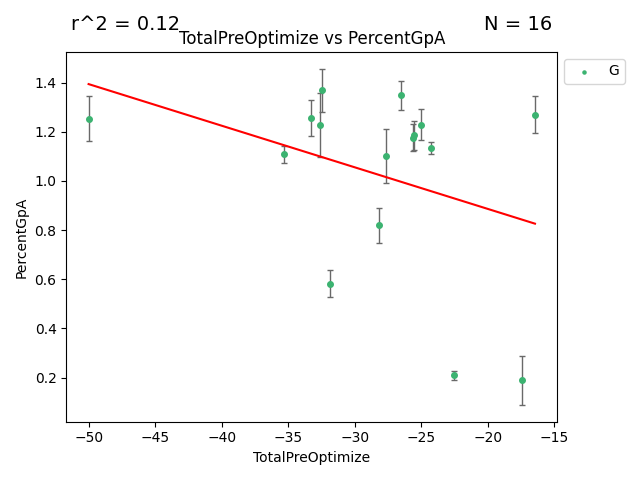 r^2 = 0.12
N = 16
TotalPreOptimize vs PercentGpA
G
1.4
1.2
1.0
0.8
0.6
0.4
0.2
PercentGpA
−50
−45
−40
−35
−30
−25
−20
−15
TotalPreOptimize